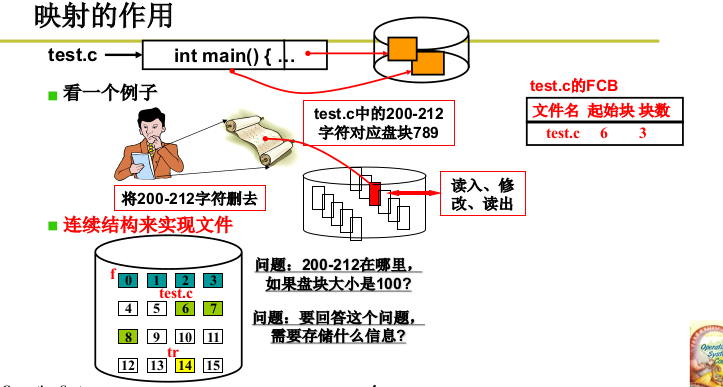 映射的作用
test.c
int main() { …
看一个例子
test.c中的200-212
字符对应盘块789
test.c的FCB
文件名 起始块 块数
test.c 6 3
将200-212字符删去
读入、修
改、读出
连续结构来实现文件
f
0 1 2 3
test.c
4 5 6 7
8 9 10 11
tr
12 13 14 15
问题：200-212在哪里，
如果盘块大小是100?
问题：要回答这个问题，
需要存储什么信息?